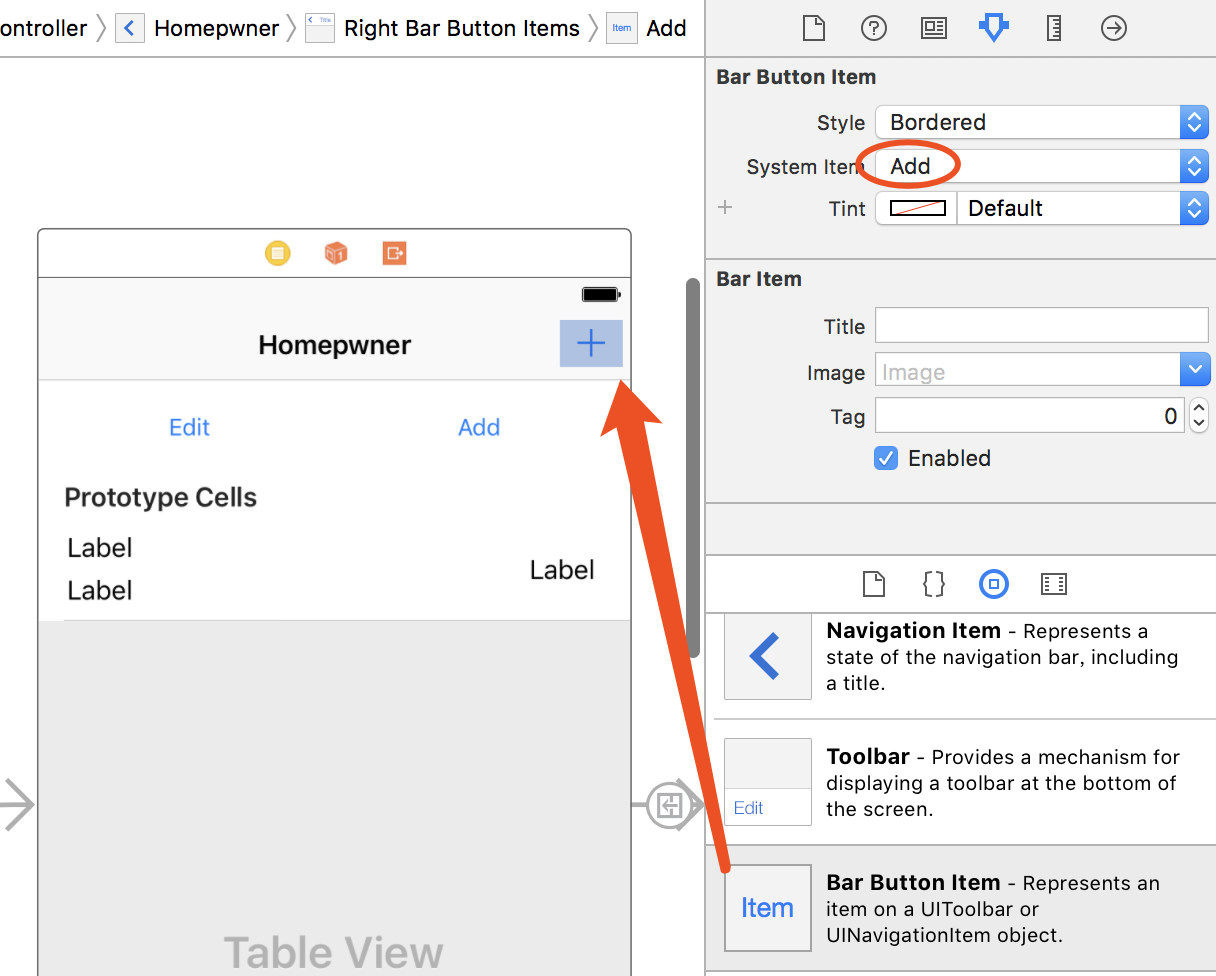 ontroller
Homepwner
Right Bar Button Items
Item
Add
Bar Button Item
Style
Bordered
System Item
Add
Tint
Default
Bar Item
Title
Image
Image
Tag
0
Enabled
Homepwner
Edit
Add
Prototype Cells
Label
Label
Label
Table View
Navigation Item - Represents a
state of the navigation bar, including
a title.
Toolbar - Provides a mechanism for
displaying a toolbar at the bottom of
the screen.
Edit
Bar Button Item - Represents an
item on a UIToolbar or
UINavigationItem object.
Item